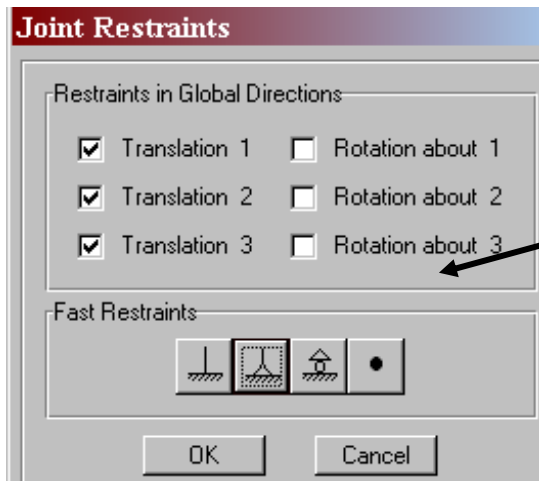 Joint Restraints
Restraints in Global Directions
Translation 1 Rotation about 1
Translation 2 Rotation about 2
Translation 3 Rotation about 3
Fast Restraints
OK Cancel